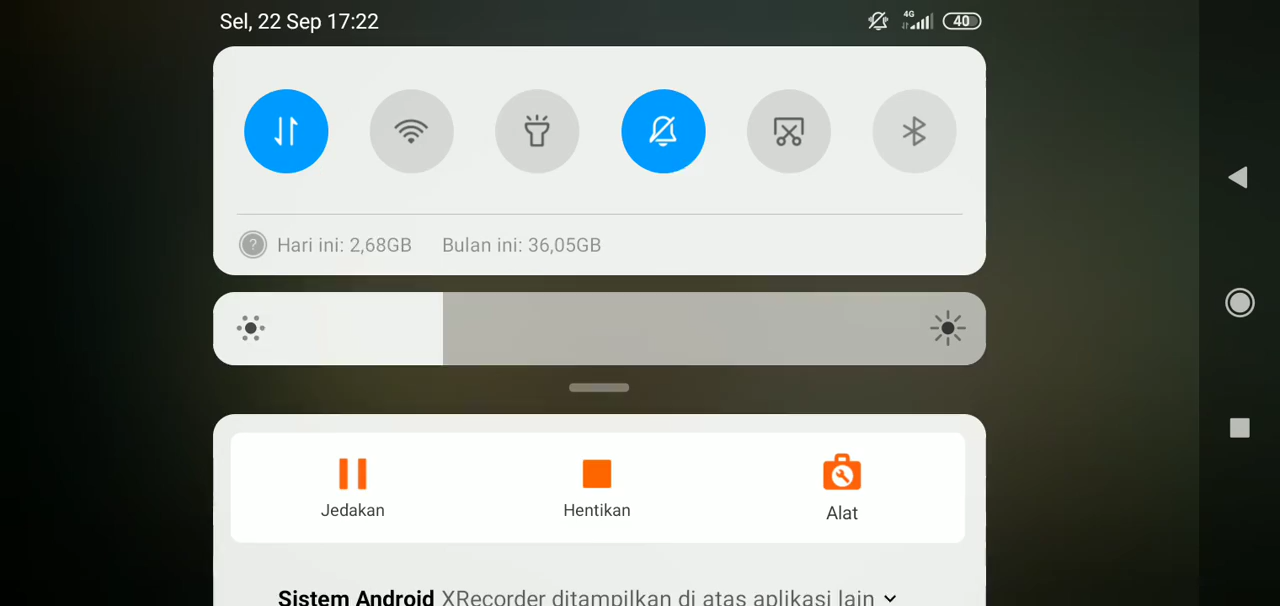 Sel, 22 Sep 17:22
4G
40
Hari ini: 2,68GB Bulan ini: 36,05GB
Jedakan Hentikan Alat
Sistem Android XRecorder ditampilkan di atas aplikasi lain